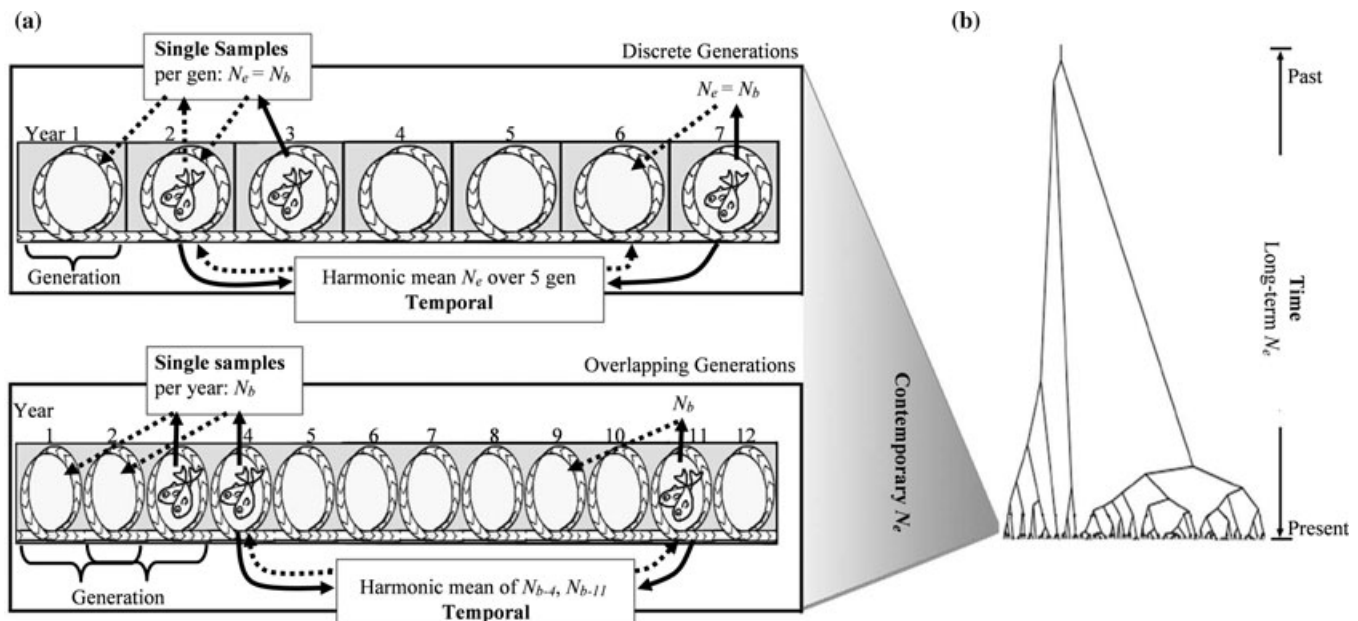 (a)
Single Samples
per gen: Ne = Nb
Discrete Generations
Ne = Nb
Year 1 2 3 4 5 6 7
Generation
Harmonic mean Ne over 5 gen
Temporal
Single samples
per year: Nb
Overlapping Generations
Nb
Year
1 2 4 5 6 7 8 9 10 11 12
Generation
Harmonic mean of Nb-4, Nb-11
Temporal
Contemporary Ne
(b)
Past
Time
Long-term Ne
Present